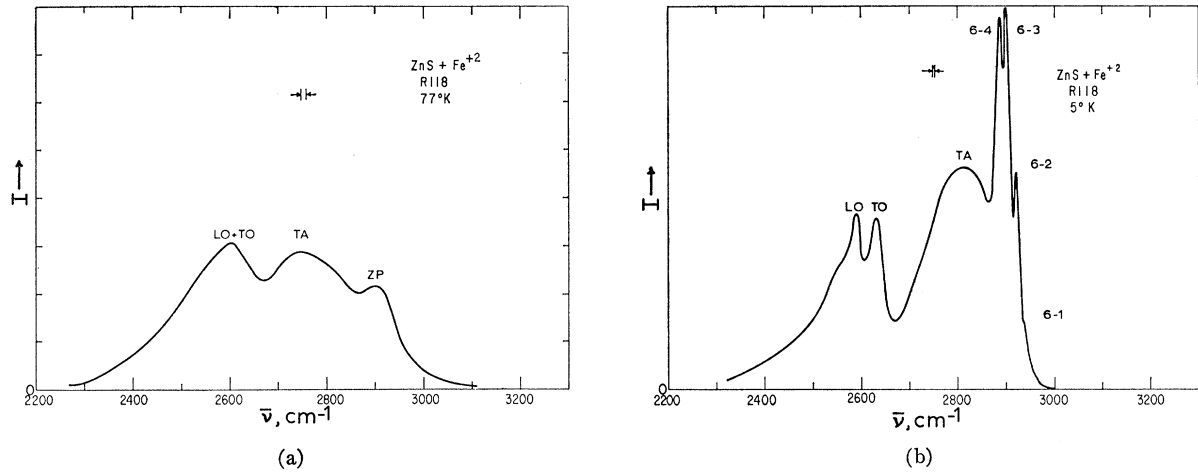 ZnS + Fe+2
R118
77°K
LO+TO
TA
ZP
I
0
2200 2400 2600 2800 3000 3200
ν̄, cm-1
(a)
6-4 6-3
ZnS + Fe+2
R118
5° K
TA
6-2
LO TO
I
6-1
0
2200 2400 2600 2800 3000 3200
ν̄, cm-1
(b)